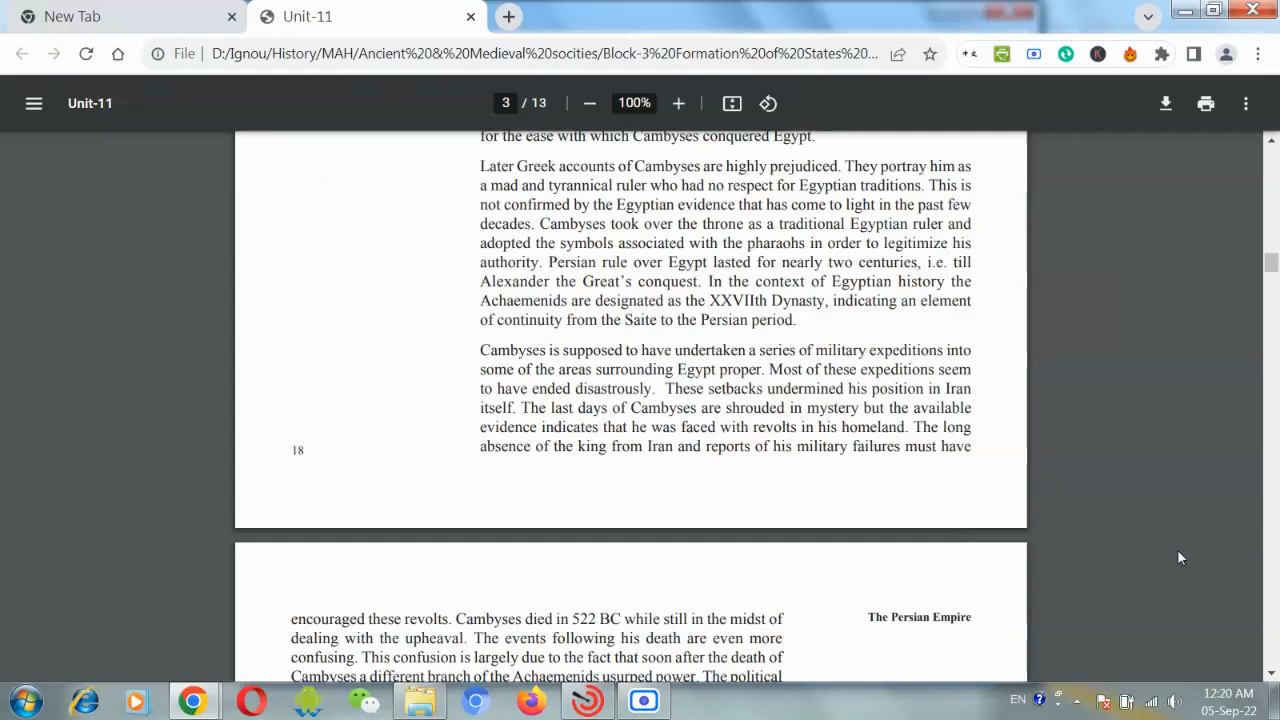 New Tab
Unit-11
File
D:/Ignou/History/MAH/Ancient%20&%20Medieval%20socities/Block-3%20Formation%20of%20States%20...
Unit-11
3 / 13
100%
for the ease with which Cambyses conquered Egypt.
Later Greek accounts of Cambyses are highly prejudiced. They portray him as
a mad and tyrannical ruler who had no respect for Egyptian traditions. This is
not confirmed by the Egyptian evidence that has come to light in the past few
decades. Cambyses took over the throne as a traditional Egyptian ruler and
adopted the symbols associated with the pharaohs in order to legitimize his
authority. Persian rule over Egypt lasted for nearly two centuries, i.e. till
Alexander the Great's conquest. In the context of Egyptian history the
Achaemenids are designated as the XXVIIth Dynasty, indicating an element
of continuity from the Saite to the Persian period.
Cambyses is supposed to have undertaken a series of military expeditions into
some of the areas surrounding Egypt proper. Most of these expeditions seem
to have ended disastrously. These setbacks undermined his position in Iran
itself. The last days of Cambyses are shrouded in mystery but the available
evidence indicates that he was faced with revolts in his homeland. The long
absence of the king from Iran and reports of his military failures must have
18
encouraged these revolts. Cambyses died in 522 BC while still in the midst of
The Persian Empire
dealing with the upheaval. The events following his death are even more
confusing. This confusion is largely due to the fact that soon after the death of
Cambyses a different branch of the Achaemenids usurped power. The political
EN
12:20 AM
05-Sep-22